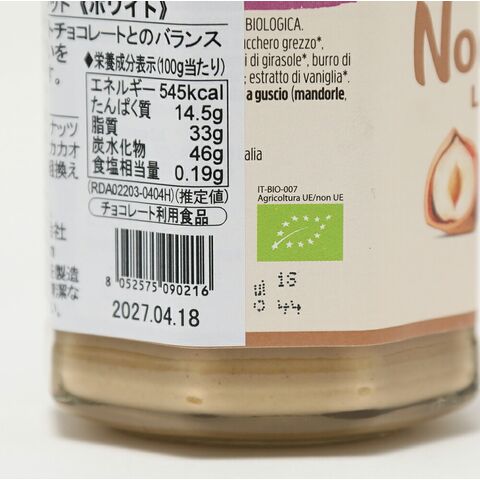 ット《ホワイト》
トチョコレートとのバランス
いを
す。
●栄養成分表示(100g当たり)
エネルギー 545kcal
たんぱく質 14.5g
脂質 33g
炭水化物 46g
食塩相当量 0.19g
(RDA02203-0404H)(推定値)
チョコレート利用食品
ナッツ
カカオ
植換え
会社
製造
潔な
い。
8 052575 090216
2027.04.18
BIOLOGICA.
ucchero grezzo*,
i di girasole*, burro di
; estratto di vaniglia*.
a guscio (mandorle,
alia
IT-BIO-007
Agricoltura UE/non UE
No
L